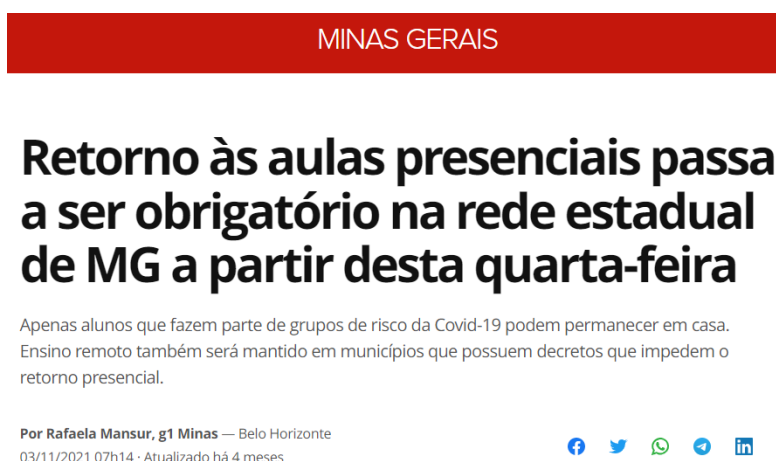 MINAS GERAIS
Retorno às aulas presenciais passa
a ser obrigatório na rede estadual
de MG a partir desta quarta-feira
Apenas alunos que fazem parte de grupos de risco da Covid-19 podem permanecer em casa.
Ensino remoto também será mantido em municípios que possuem decretos que impedem o
retorno presencial.
Por Rafaela Mansur, g1 Minas — Belo Horizonte
03/11/2021 07h14 · Atualizado há 4 meses